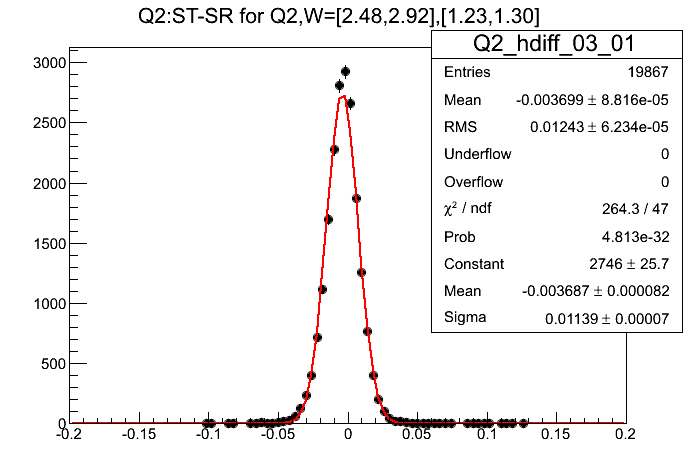 Q2:ST-SR for Q2,W=[2.48,2.92],[1.23,1.30]
Q2_hdiff_03_01
Entries 19867
Mean -0.003699 ± 8.816e-05
RMS 0.01243 ± 6.234e-05
Underflow 0
Overflow 0
χ² / ndf 264.3 / 47
Prob 4.813e-32
Constant 2746 ± 25.7
Mean -0.003687 ± 0.000082
Sigma 0.01139 ± 0.00007
3000
2500
2000
1500
1000
500
0
-0.2 -0.15 -0.1 -0.05 0 0.05 0.1 0.15 0.2